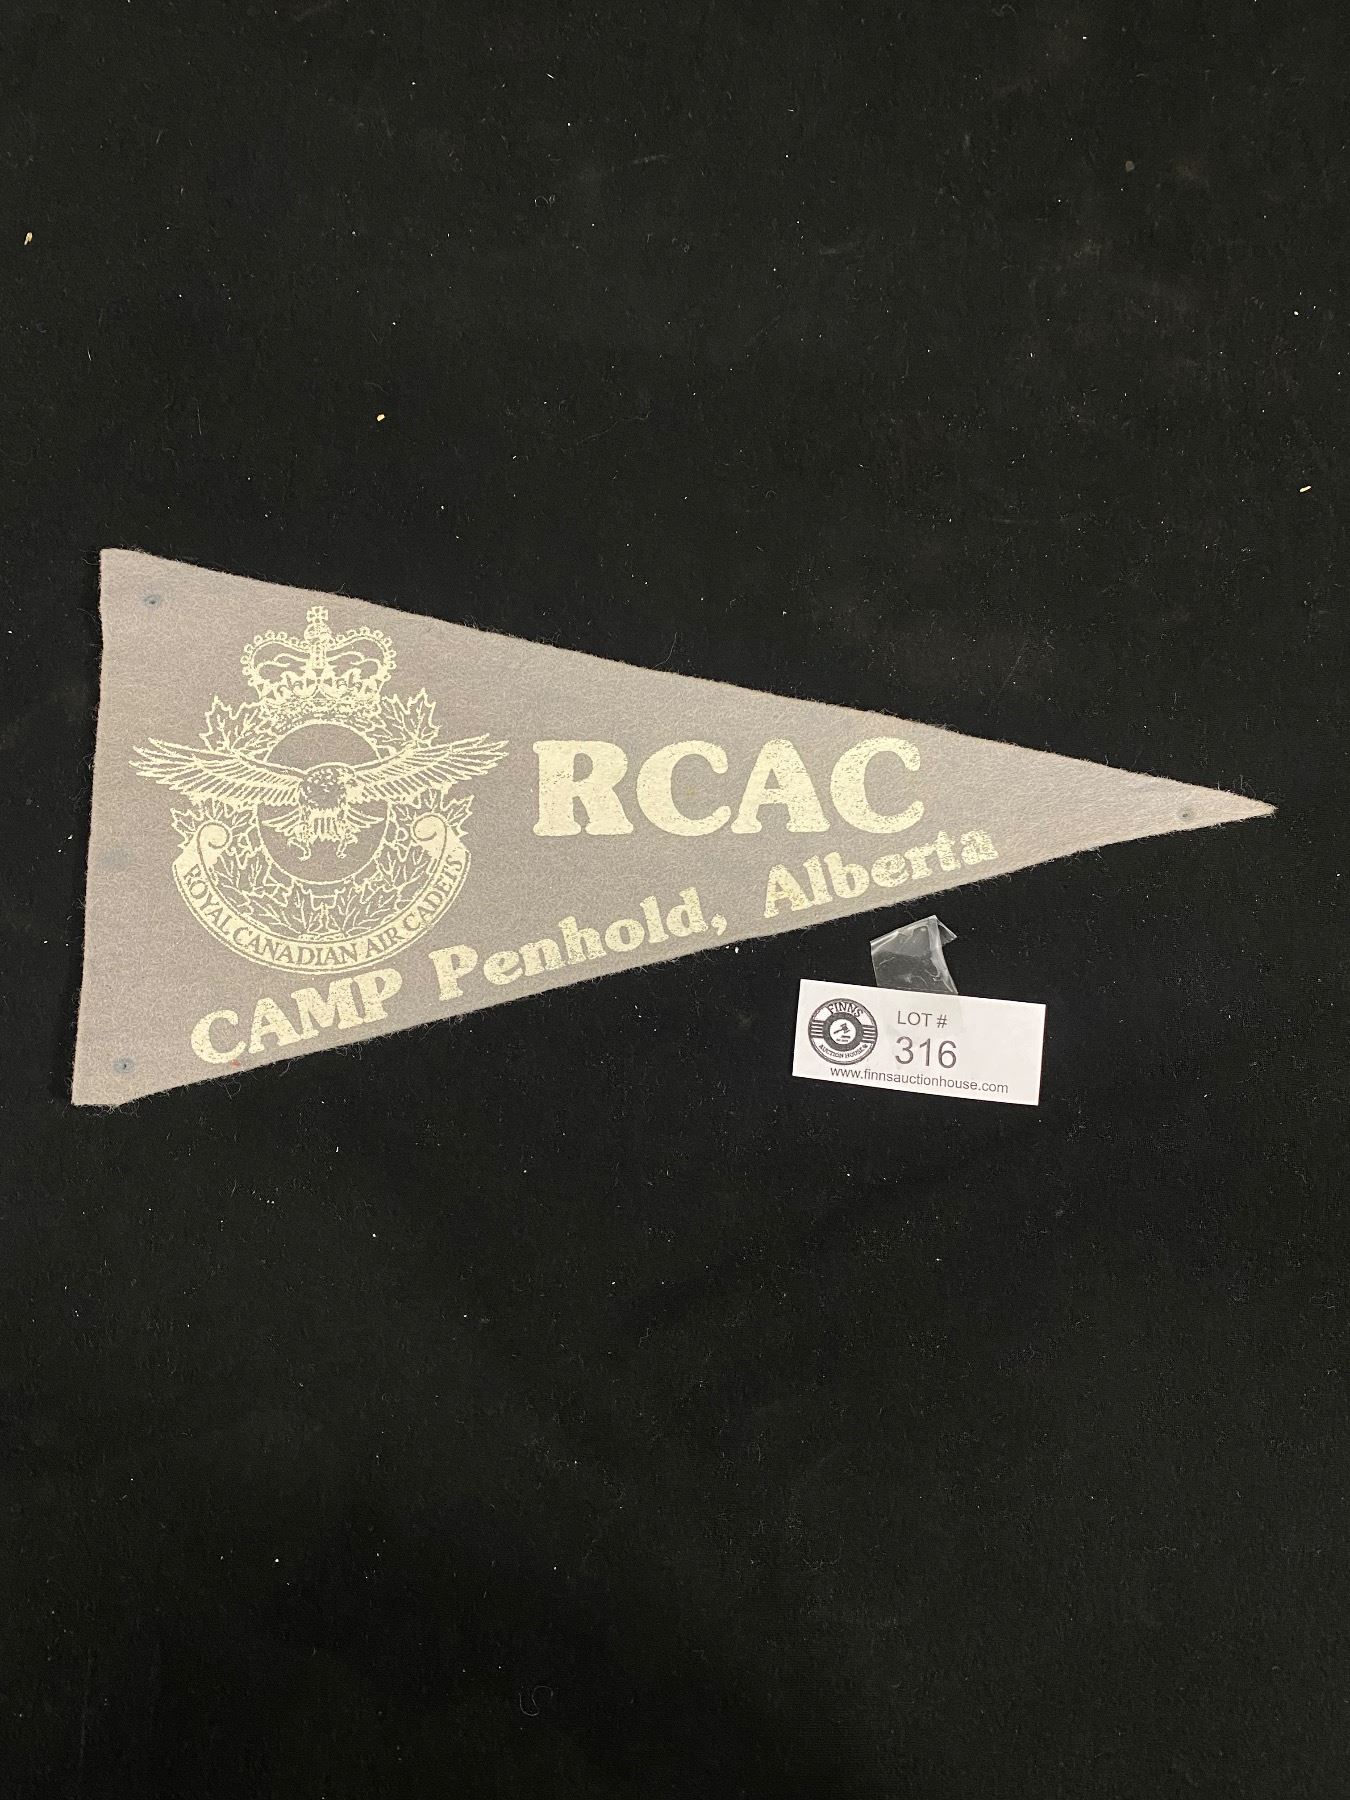 RCAC
ROYAL CANADIAN AIR CADETS
CAMP Penhold, Alberta
FINNS
AUCTION HOUSE
LOT #
316
www.finnsauctionhouse.com